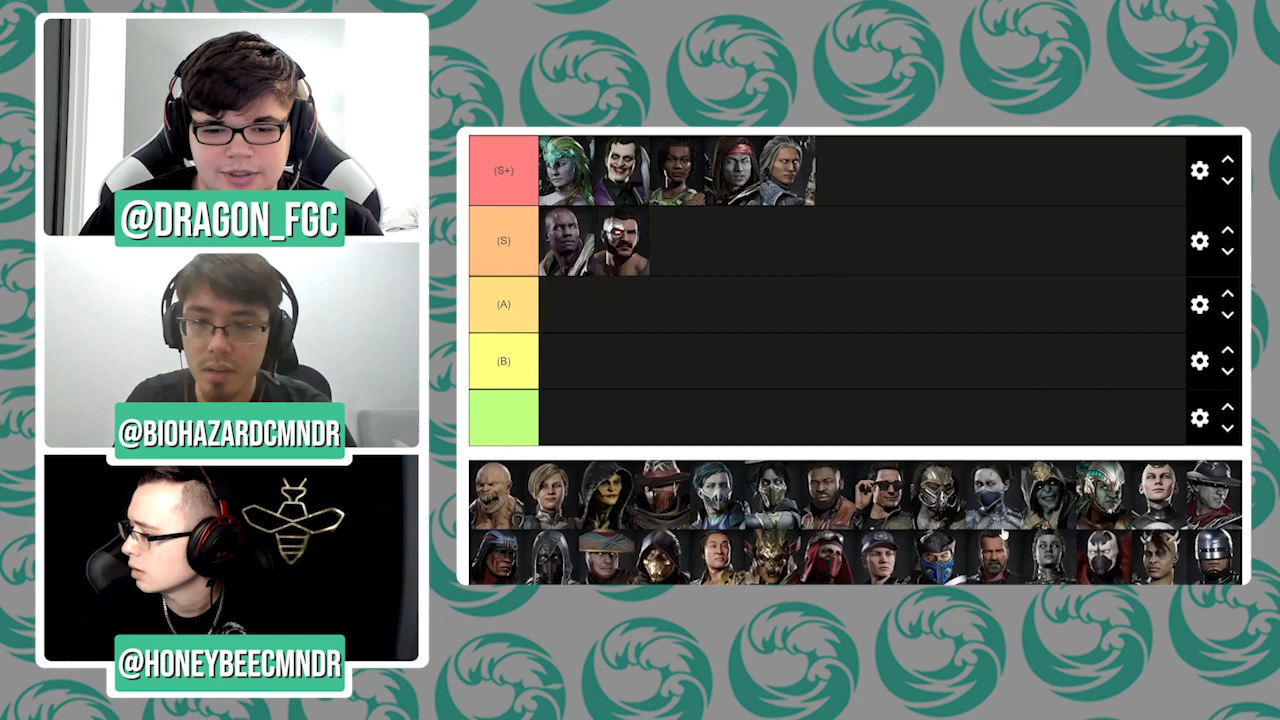 @DRAGON_FGC
@BIOHAZARDCMNDR
@HONEYBEECMNDR
(S+)
(S)
(A)
(B)